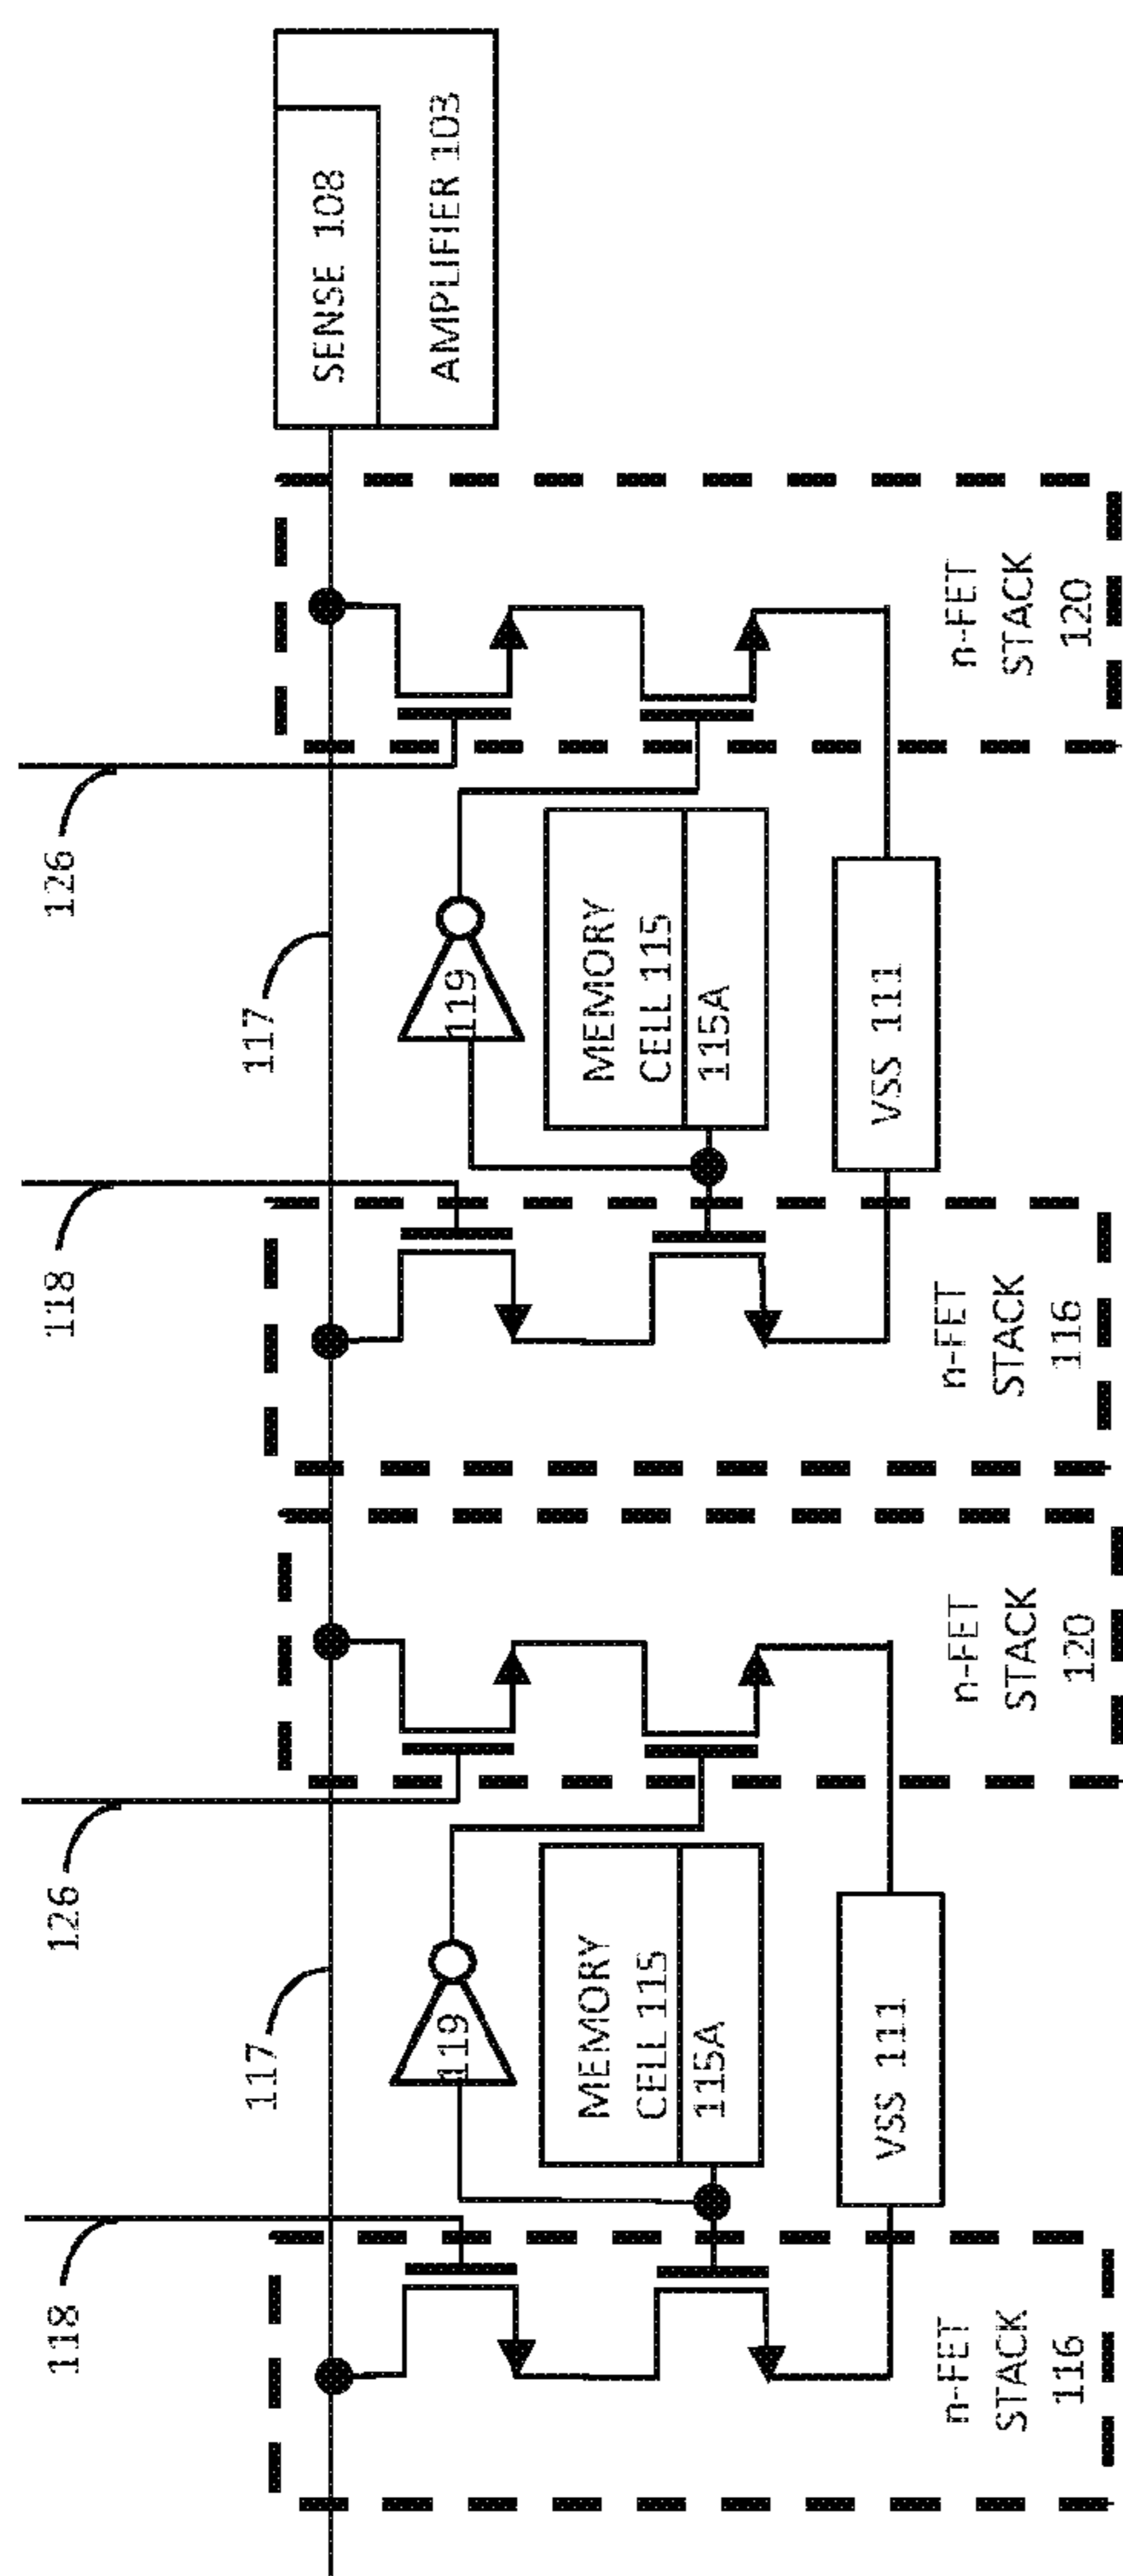 118
117
126
118
117
126
SENSE 108
AMPLIFIER 103
119
119
MEMORY
CELL 115
115A
MEMORY
CELL 115
115A
VSS 111
VSS 111
n-FET
STACK
116
n-FET
STACK
120
n-FET
STACK
116
n-FET
STACK
120